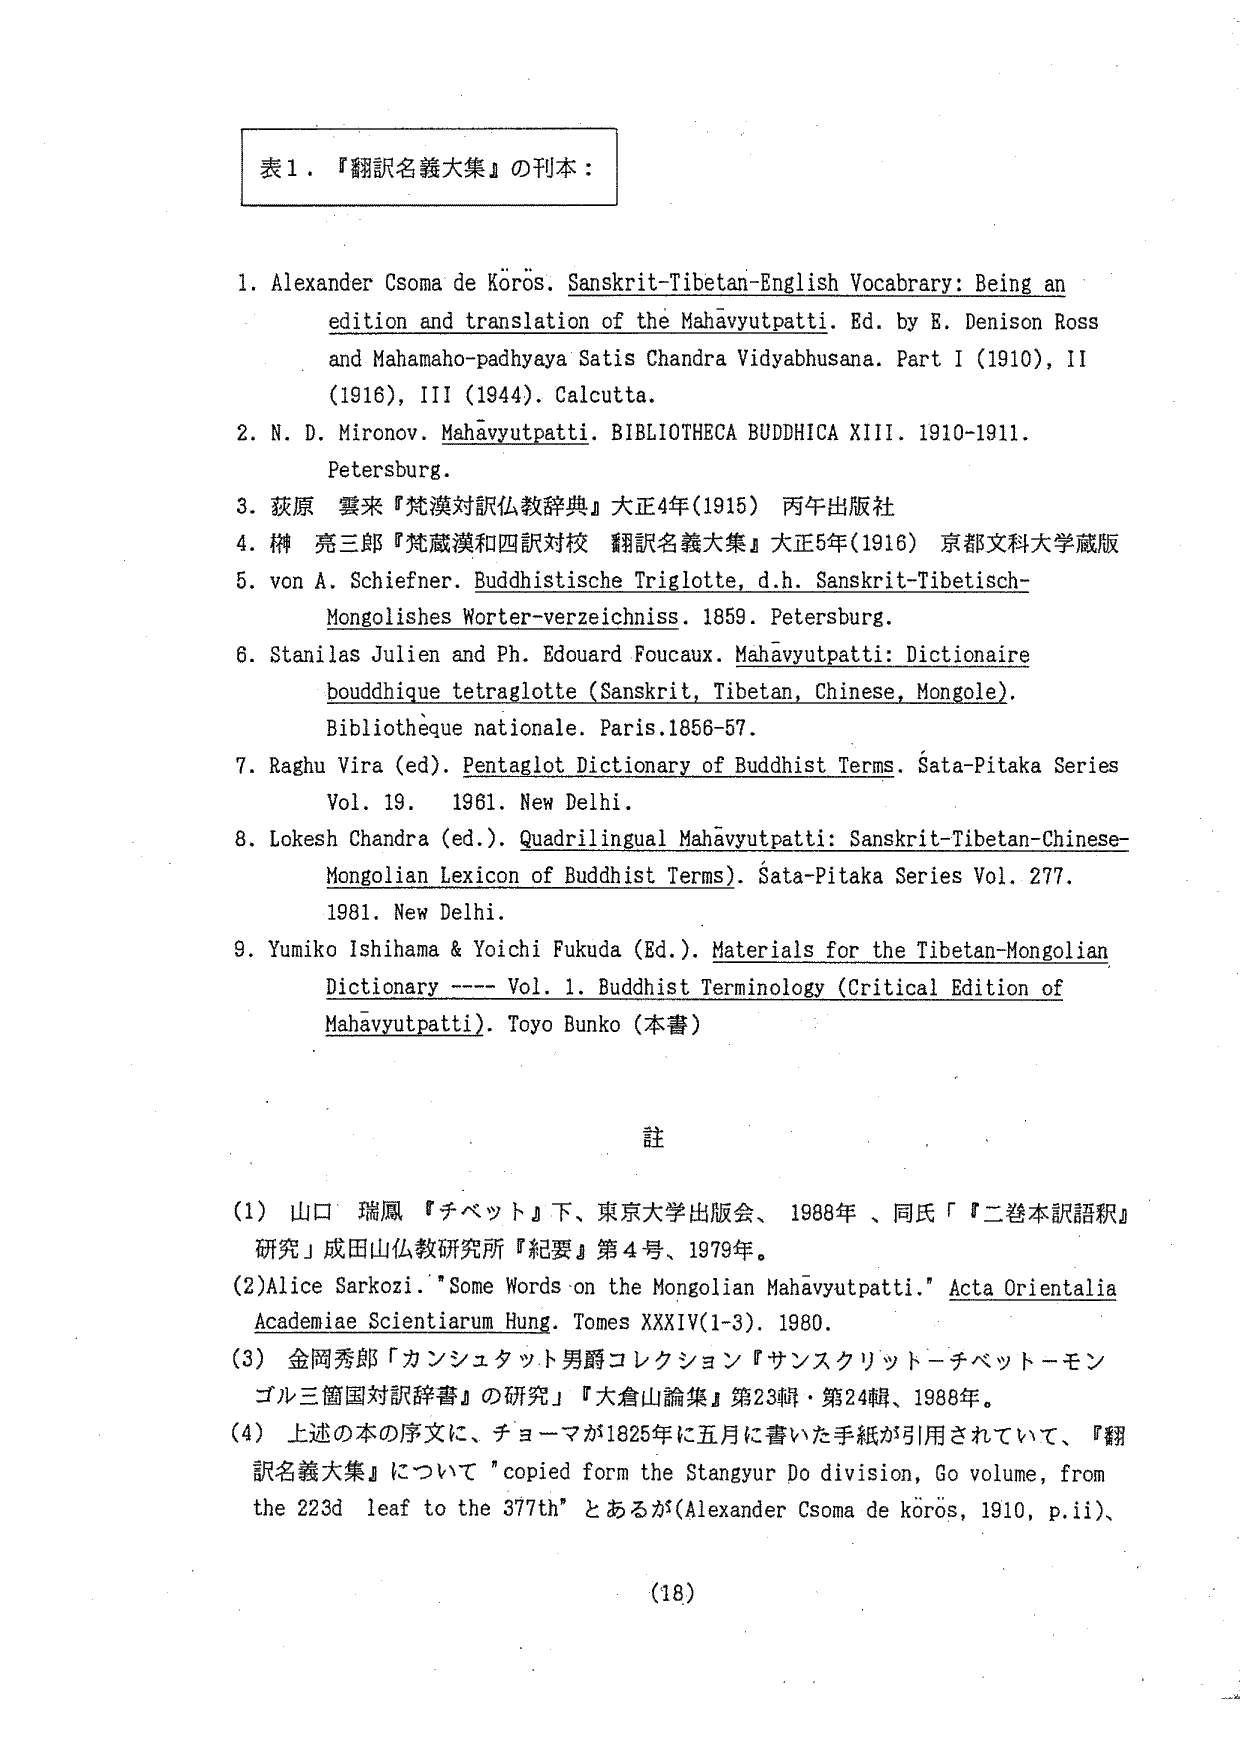 表1．『翻訳名義大集』の刊本：
1. Alexander Csoma de Körös. Sanskrit-Tibetan-English Vocabrary: Being an
edition and translation of the Mahāvyutpatti. Ed. by E. Denison Ross
and Mahamaho-padhyaya Satis Chandra Vidyabhusana. Part I (1910), II
(1916), III (1944). Calcutta.
2. N. D. Mironov. Mahāvyutpatti. BIBLIOTHECA BUDDHICA XIII. 1910-1911.
Petersburg.
3.荻原　雲来『梵漢対訳仏教辞典』大正4年(1915)　丙午出版社
4. 榊　亮三郎『梵蔵漢和四訳対校　翻訳名義大集』大正5年(1916)　京都文科大学蔵版
5. von A. Schiefner. Buddhistische Triglotte, d.h. Sanskrit-Tibetisch-
Mongolishes Worter-verzeichniss. 1859. Petersburg.
6. Stanilas Julien and Ph. Edouard Foucaux. Mahāvyutpatti: Dictionaire
bouddhique tetraglotte (Sanskrit, Tibetan, Chinese, Mongole).
Bibliothèque nationale. Paris.1856-57.
7. Raghu Vira (ed). Pentaglot Dictionary of Buddhist Terms. Śata-Pitaka Series
Vol. 19.　1961. New Delhi.
8. Lokesh Chandra (ed.). Quadrilingual Mahāvyutpatti: Sanskrit-Tibetan-Chinese-
Mongolian Lexicon of Buddhist Terms). Śata-Pitaka Series Vol. 277.
1981. New Delhi.
9. Yumiko Ishihama & Yoichi Fukuda (Ed.). Materials for the Tibetan-Mongolian
Dictionary ---- Vol. 1. Buddhist Terminology (Critical Edition of
Mahāvyutpatti). Toyo Bunko (本書)
註
(1)　山口　瑞鳳 『チベット』下、東京大学出版会、 1988年 、同氏「『二巻本訳語釈』
研究」成田山仏教研究所『紀要』第４号、1979年。
(2)Alice Sarkozi. "Some Words on the Mongolian Mahāvyutpatti." Acta Orientalia
Academiae Scientiarum Hung. Tomes XXXIV(1-3). 1980.
(3)　金岡秀郎「カンシュタット男爵コレクション『サンスクリット－チベット－モン
ゴル三箇国対訳辞書』の研究」『大倉山論集』第23輯・第24輯、1988年。
(4)　上述の本の序文に、チョーマが1825年に五月に書いた手紙が引用されていて、『翻
訳名義大集』について "copied form the Stangyur Do division, Go volume, from
the 223d　leaf to the 377th" とあるが(Alexander Csoma de körös, 1910, p.ii)、
(18)